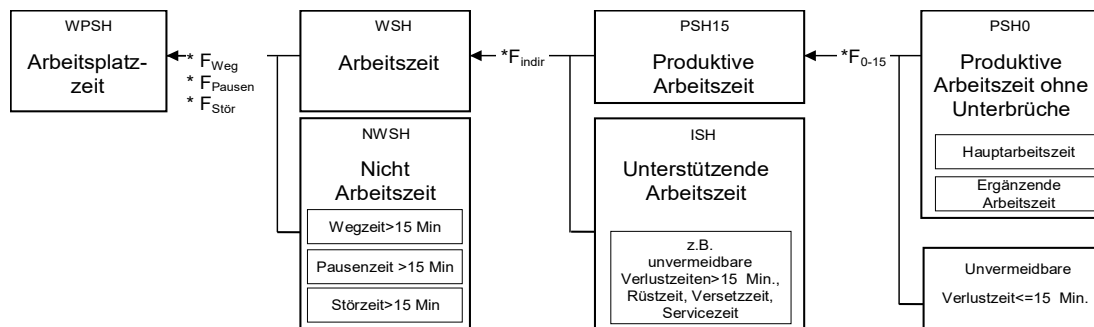 WPSH
Arbeitsplatz-
zeit
* F_Weg
* F_Pausen
* F_Stör
WSH
Arbeitszeit
NWSH
Nicht
Arbeitszeit
Wegzeit>15 Min
Pausenzeit >15 Min
Störzeit>15 Min
*F_indir
PSH15
Produktive
Arbeitszeit
ISH
Unterstützende
Arbeitszeit
z.B.
unvermeidbare
Verlustzeiten>15 Min.,
Rüstzeit, Versetzzeit,
Servicezeit
*F_0-15
PSH0
Produktive
Arbeitszeit ohne
Unterbrüche
Hauptarbeitszeit
Ergänzende
Arbeitszeit
Unvermeidbare
Verlustzeit<=15 Min.